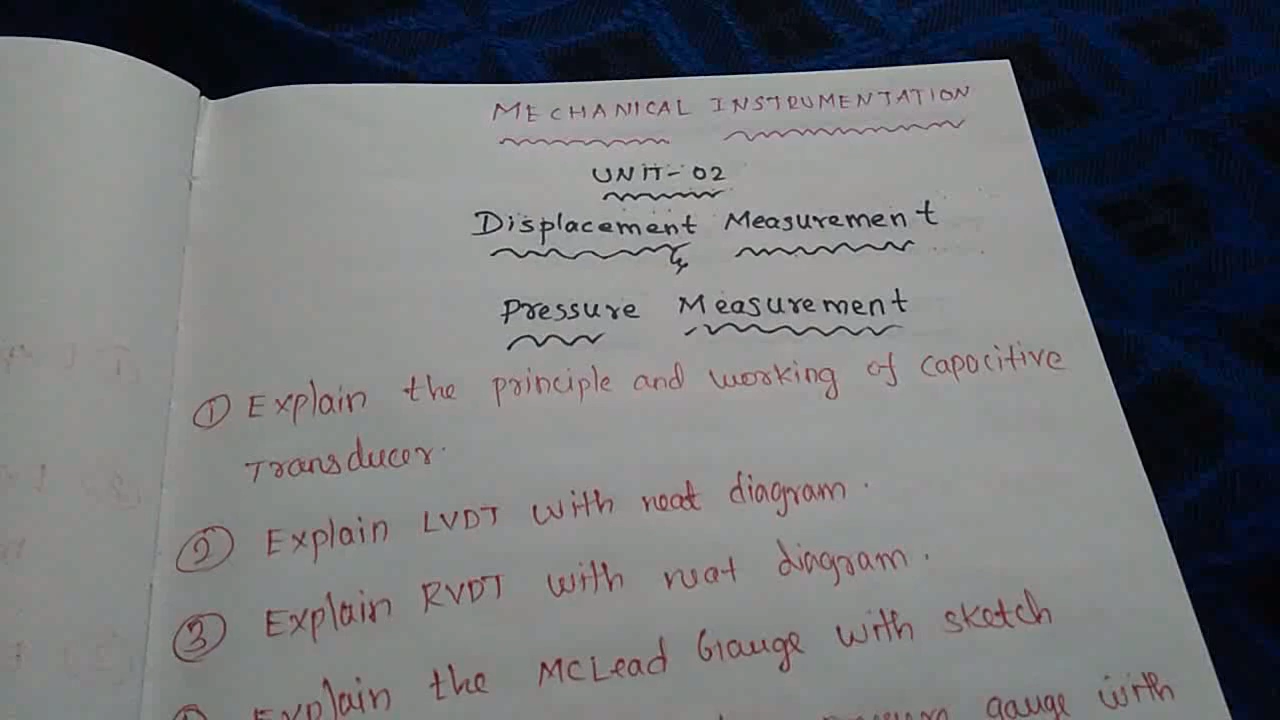 MECHANICAL INSTRUMENTATION
UNIT-02
Displacement Measurement
Pressure Measurement
① Explain the principle and working of capacitive
Transducer.
② Explain LVDT with neat diagram.
③ Explain RVDT with neat diagram.
Explain the MCLead Gauge with sketch
gauge with